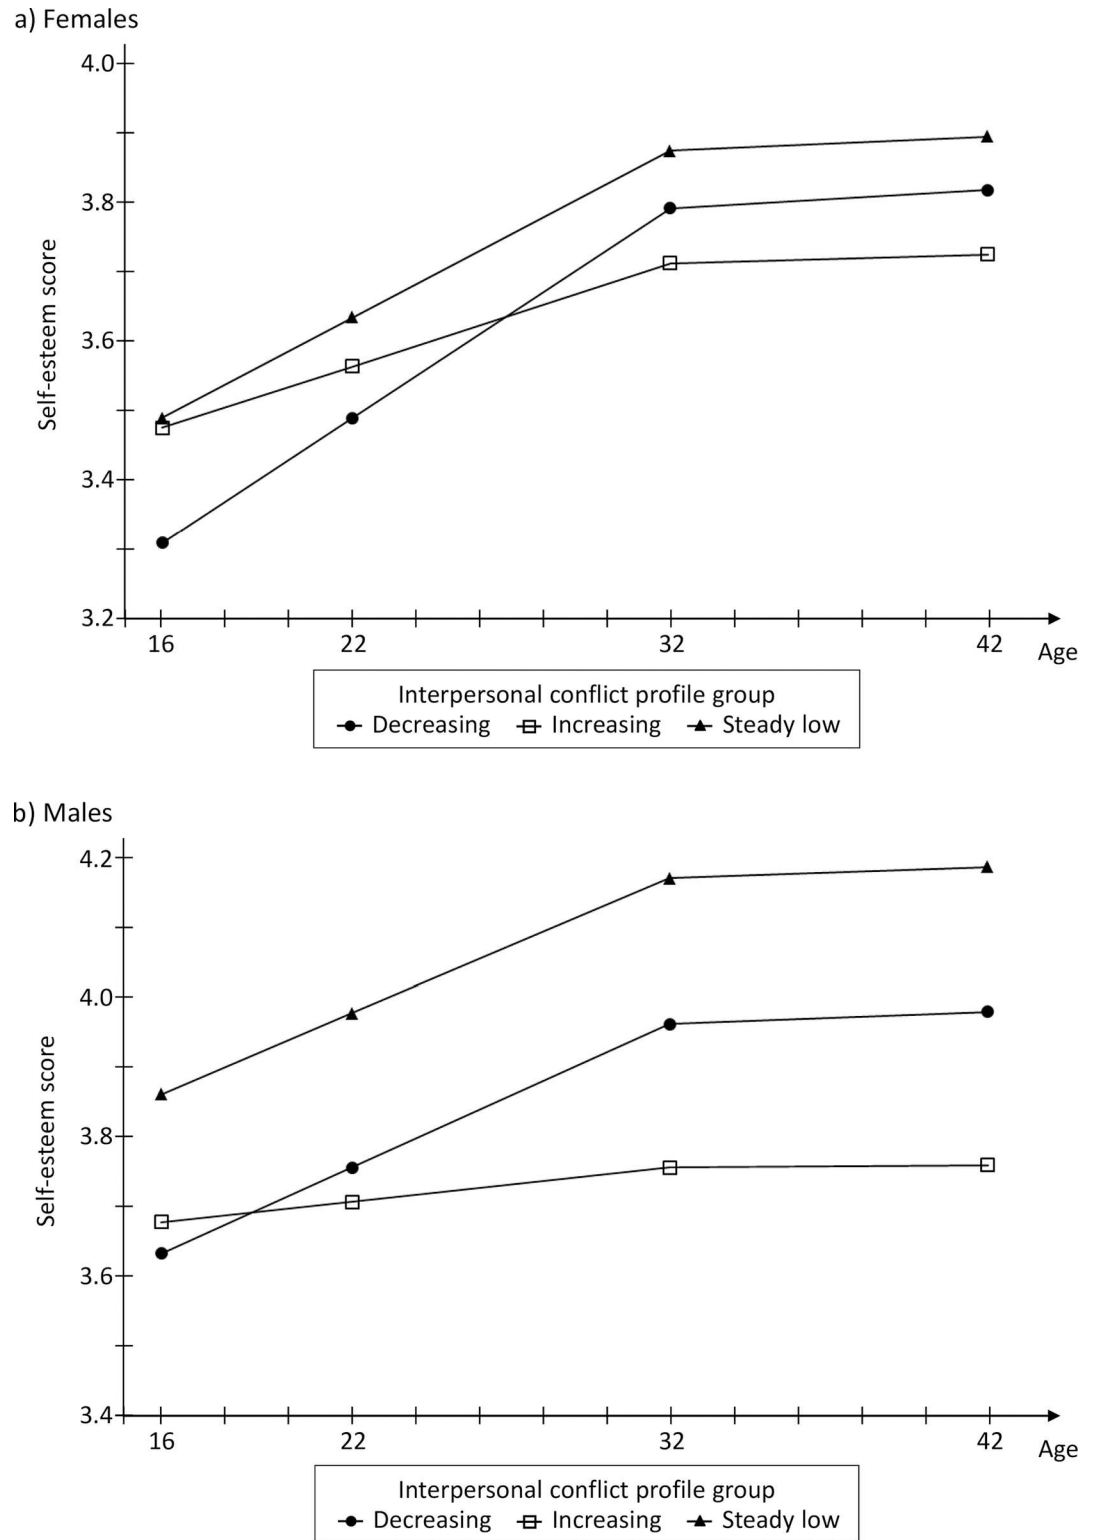 a) Females
4.0
3.8
3.6
3.4
3.2
Self-esteem score
16 22 32 42
Age
Interpersonal conflict profile group
Decreasing Increasing Steady low
b) Males
4.2
4.0
3.8
3.6
3.4
Self-esteem score
16 22 32 42
Age
Interpersonal conflict profile group
Decreasing Increasing Steady low